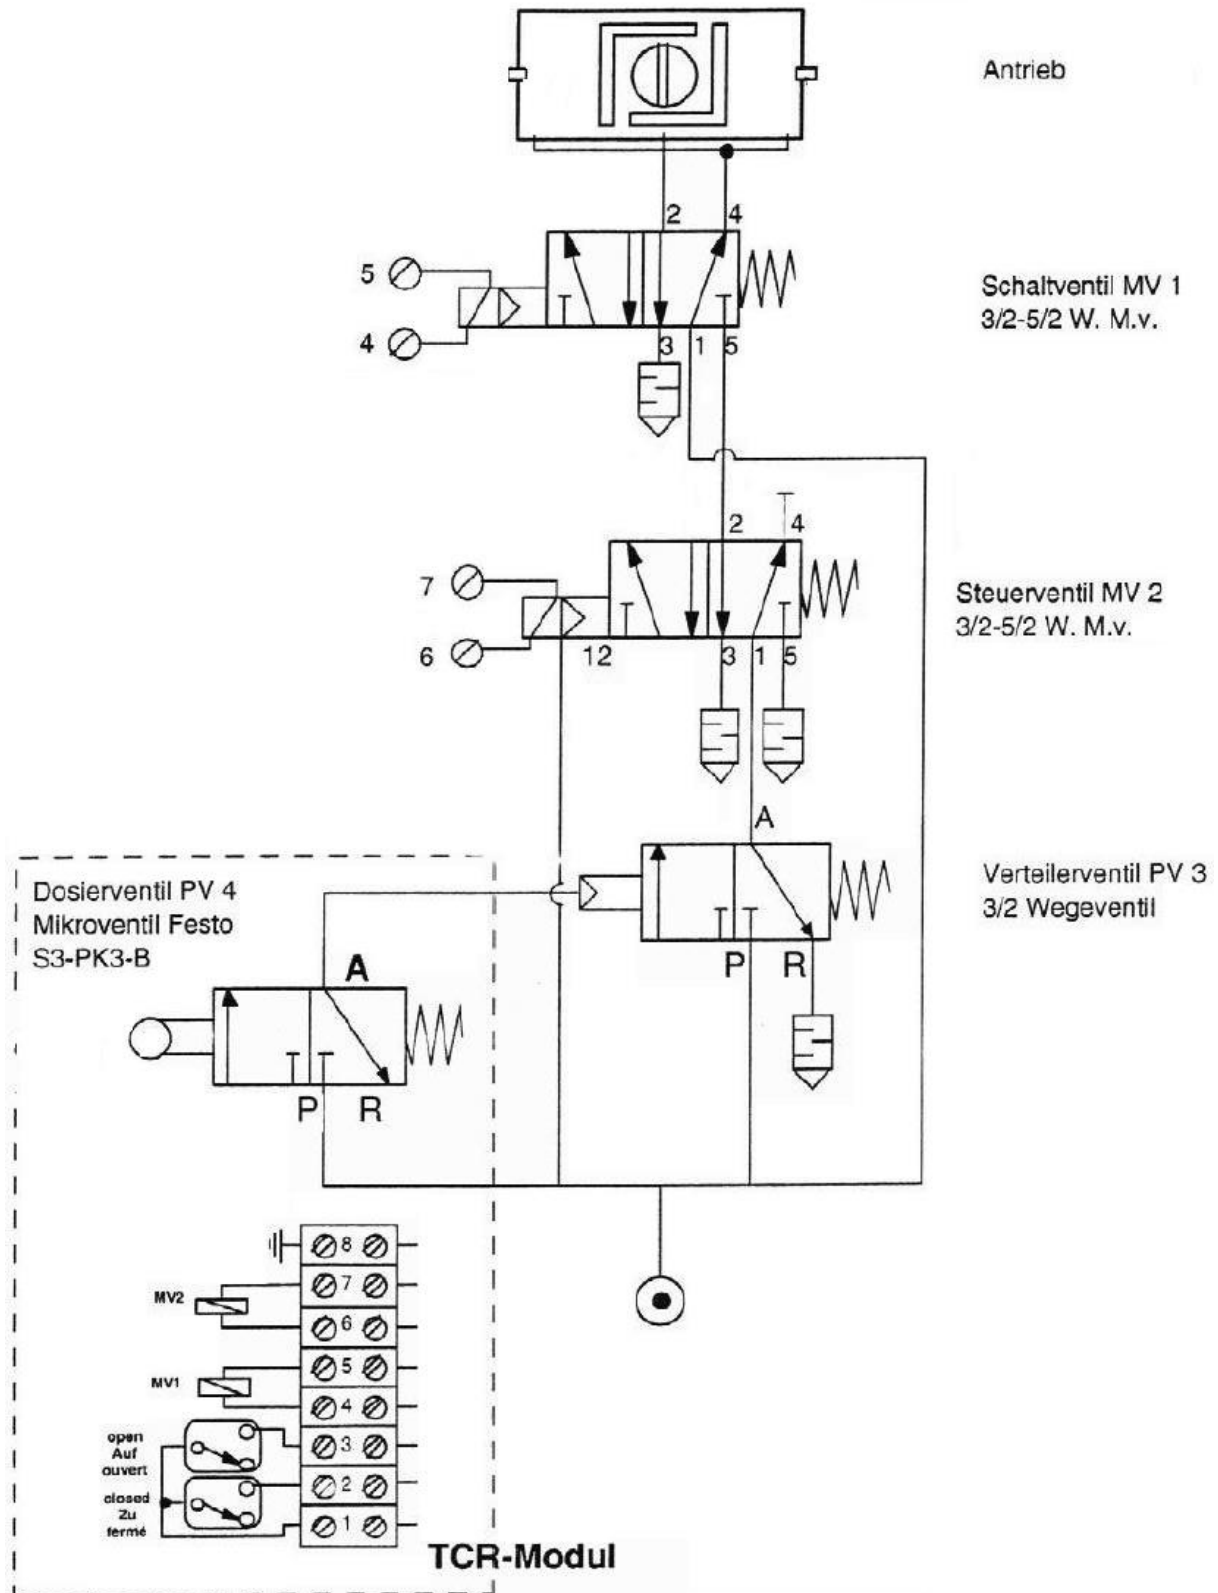 Antrieb
2 4
5
4
Schaltventil MV 1
3/2-5/2 W. M.v.
3 1 5
2 4
7
6
Steuerventil MV 2
3/2-5/2 W. M.v.
12 3 1 5
A
Verteilerventil PV 3
3/2 Wegeventil
P R
Dosierventil PV 4
Mikroventil Festo
S3-PK3-B
A
P R
8
MV2
7
6
MV1
5
4
open
Auf
ouvert
3
closed
Zu
fermé
2
1
TCR-Modul